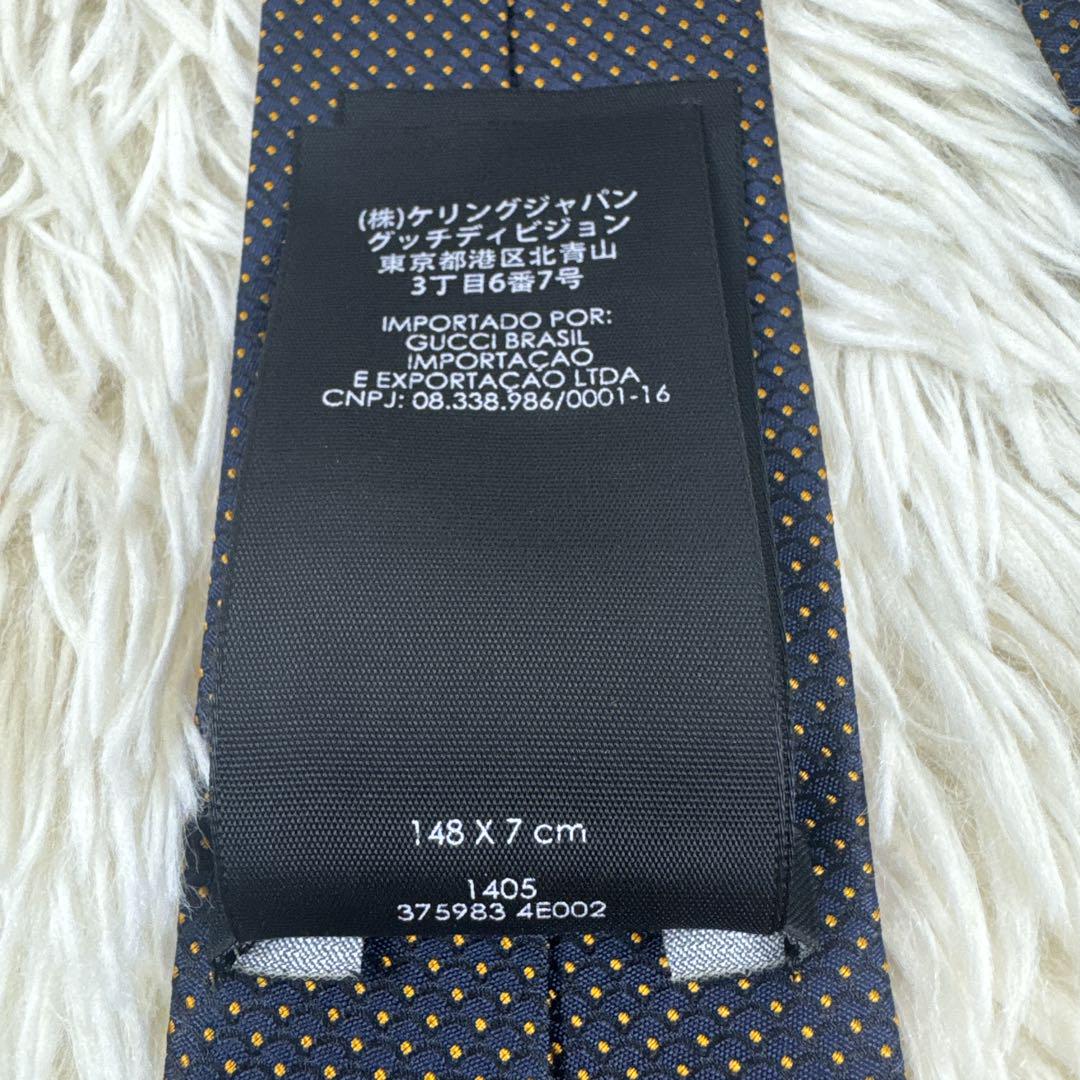 (株)ケリングジャパン
グッチディビジョン
東京都港区北青山
3丁目6番7号
IMPORTADO POR:
GUCCI BRASIL
IMPORTAÇAO
E EXPORTAÇÃO LTDA
CNPJ: 08.338.986/0001-16
148 X 7 cm
1405
375983 4E002